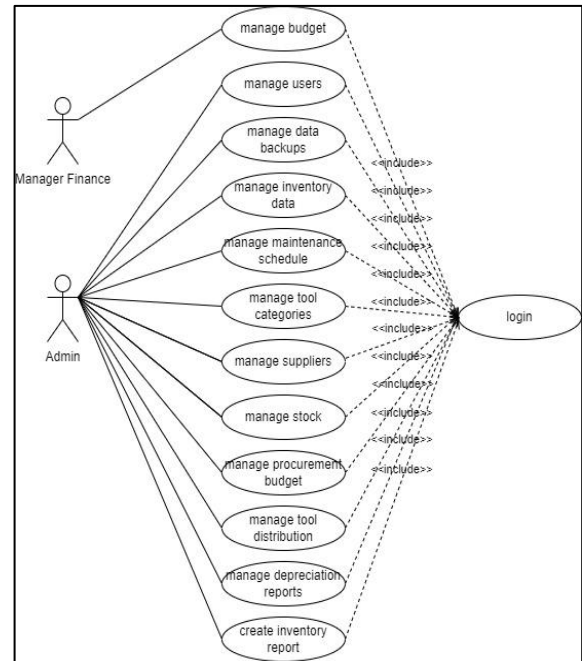 manage budget
manage users
Manager Finance
manage data
backups
<<include>>
<<include>>
manage inventory
data
<<include>>
<<include>>
manage maintenance
schedule
<<include>>
manage tool
categories
<<include>>
login
Admin
<<include>>
manage suppliers
<<include>>
<<include>>
manage stock
<<include>>
<<include>>
manage procurement
budget
<<include>>
manage tool
distribution
manage depreciation
reports
create inventory
report